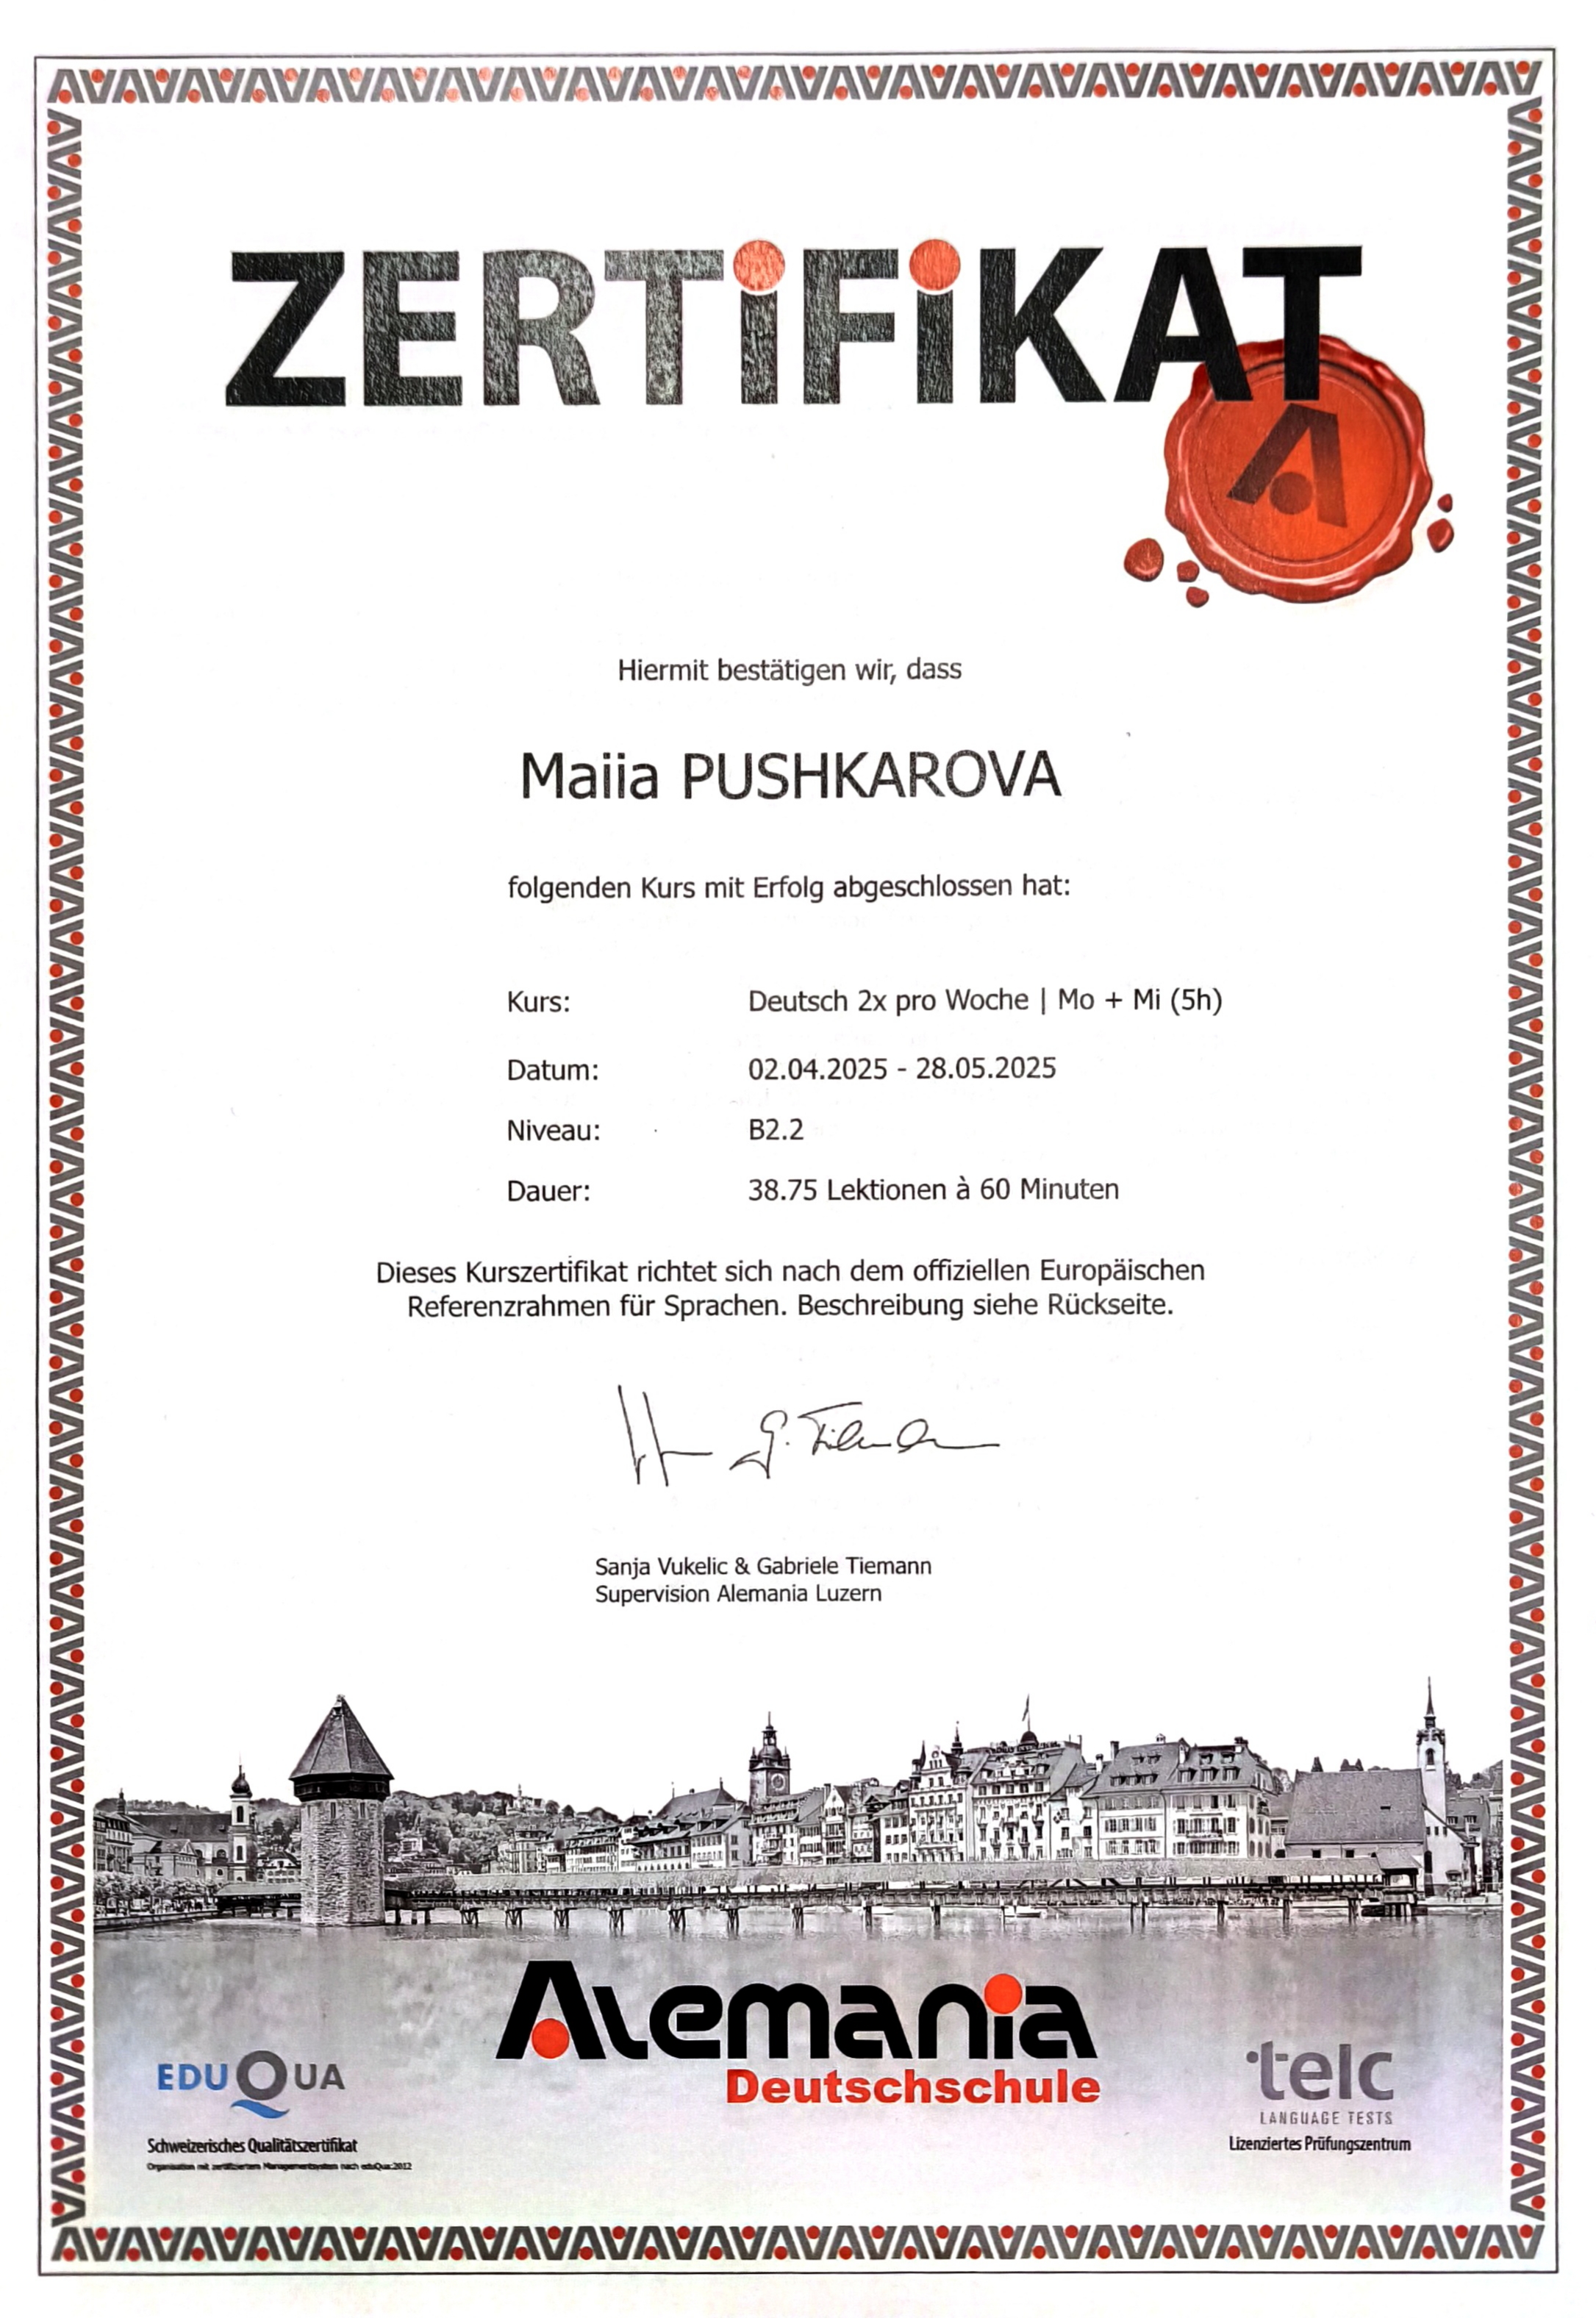 ZERTiFiKAT
Hiermit bestätigen wir, dass
Maiia PUSHKAROVA
folgenden Kurs mit Erfolg abgeschlossen hat:
Kurs: Deutsch 2x pro Woche | Mo + Mi (5h)
Datum: 02.04.2025 - 28.05.2025
Niveau: B2.2
Dauer: 38.75 Lektionen à 60 Minuten
Dieses Kurszertifikat richtet sich nach dem offiziellen Europäischen
Referenzrahmen für Sprachen. Beschreibung siehe Rückseite.
G. Tiemann
Sanja Vukelic & Gabriele Tiemann
Supervision Alemania Luzern
Alemania
Deutschschule
EDUQUA
Schweizerisches Qualitätszertifikat
Organisation mit zertifiziertem Managementsystem nach eduQua:2012
telc
LANGUAGE TESTS
Lizenziertes Prüfungszentrum